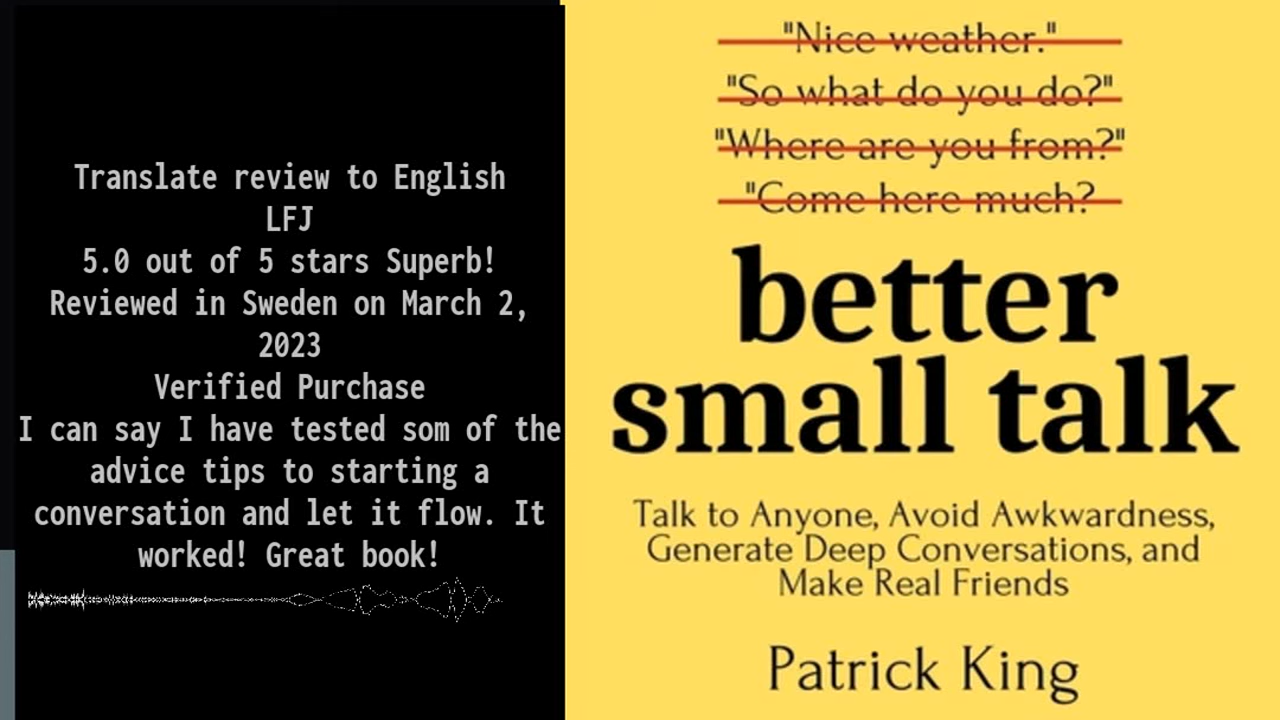 Translate review to English
LFJ
5.0 out of 5 stars Superb!
Reviewed in Sweden on March 2,
2023
Verified Purchase
I can say I have tested som of the
advice tips to starting a
conversation and let it flow. It
worked! Great book!
"Nice weather."
"So what do you do?"
"Where are you from?"
"Come here much?
better
small talk
Talk to Anyone, Avoid Awkwardness,
Generate Deep Conversations, and
Make Real Friends
Patrick King